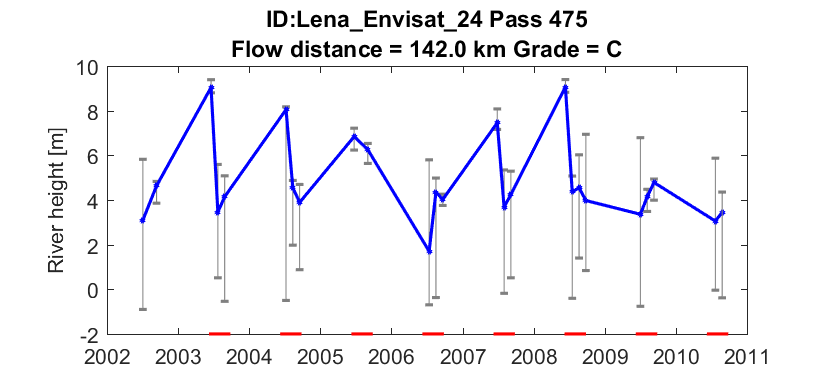 ID:Lena_Envisat_24 Pass 475
Flow distance = 142.0 km Grade = C
River height [m]
10
8
6
4
2
0
-2
2002 2003 2004 2005 2006 2007 2008 2009 2010 2011